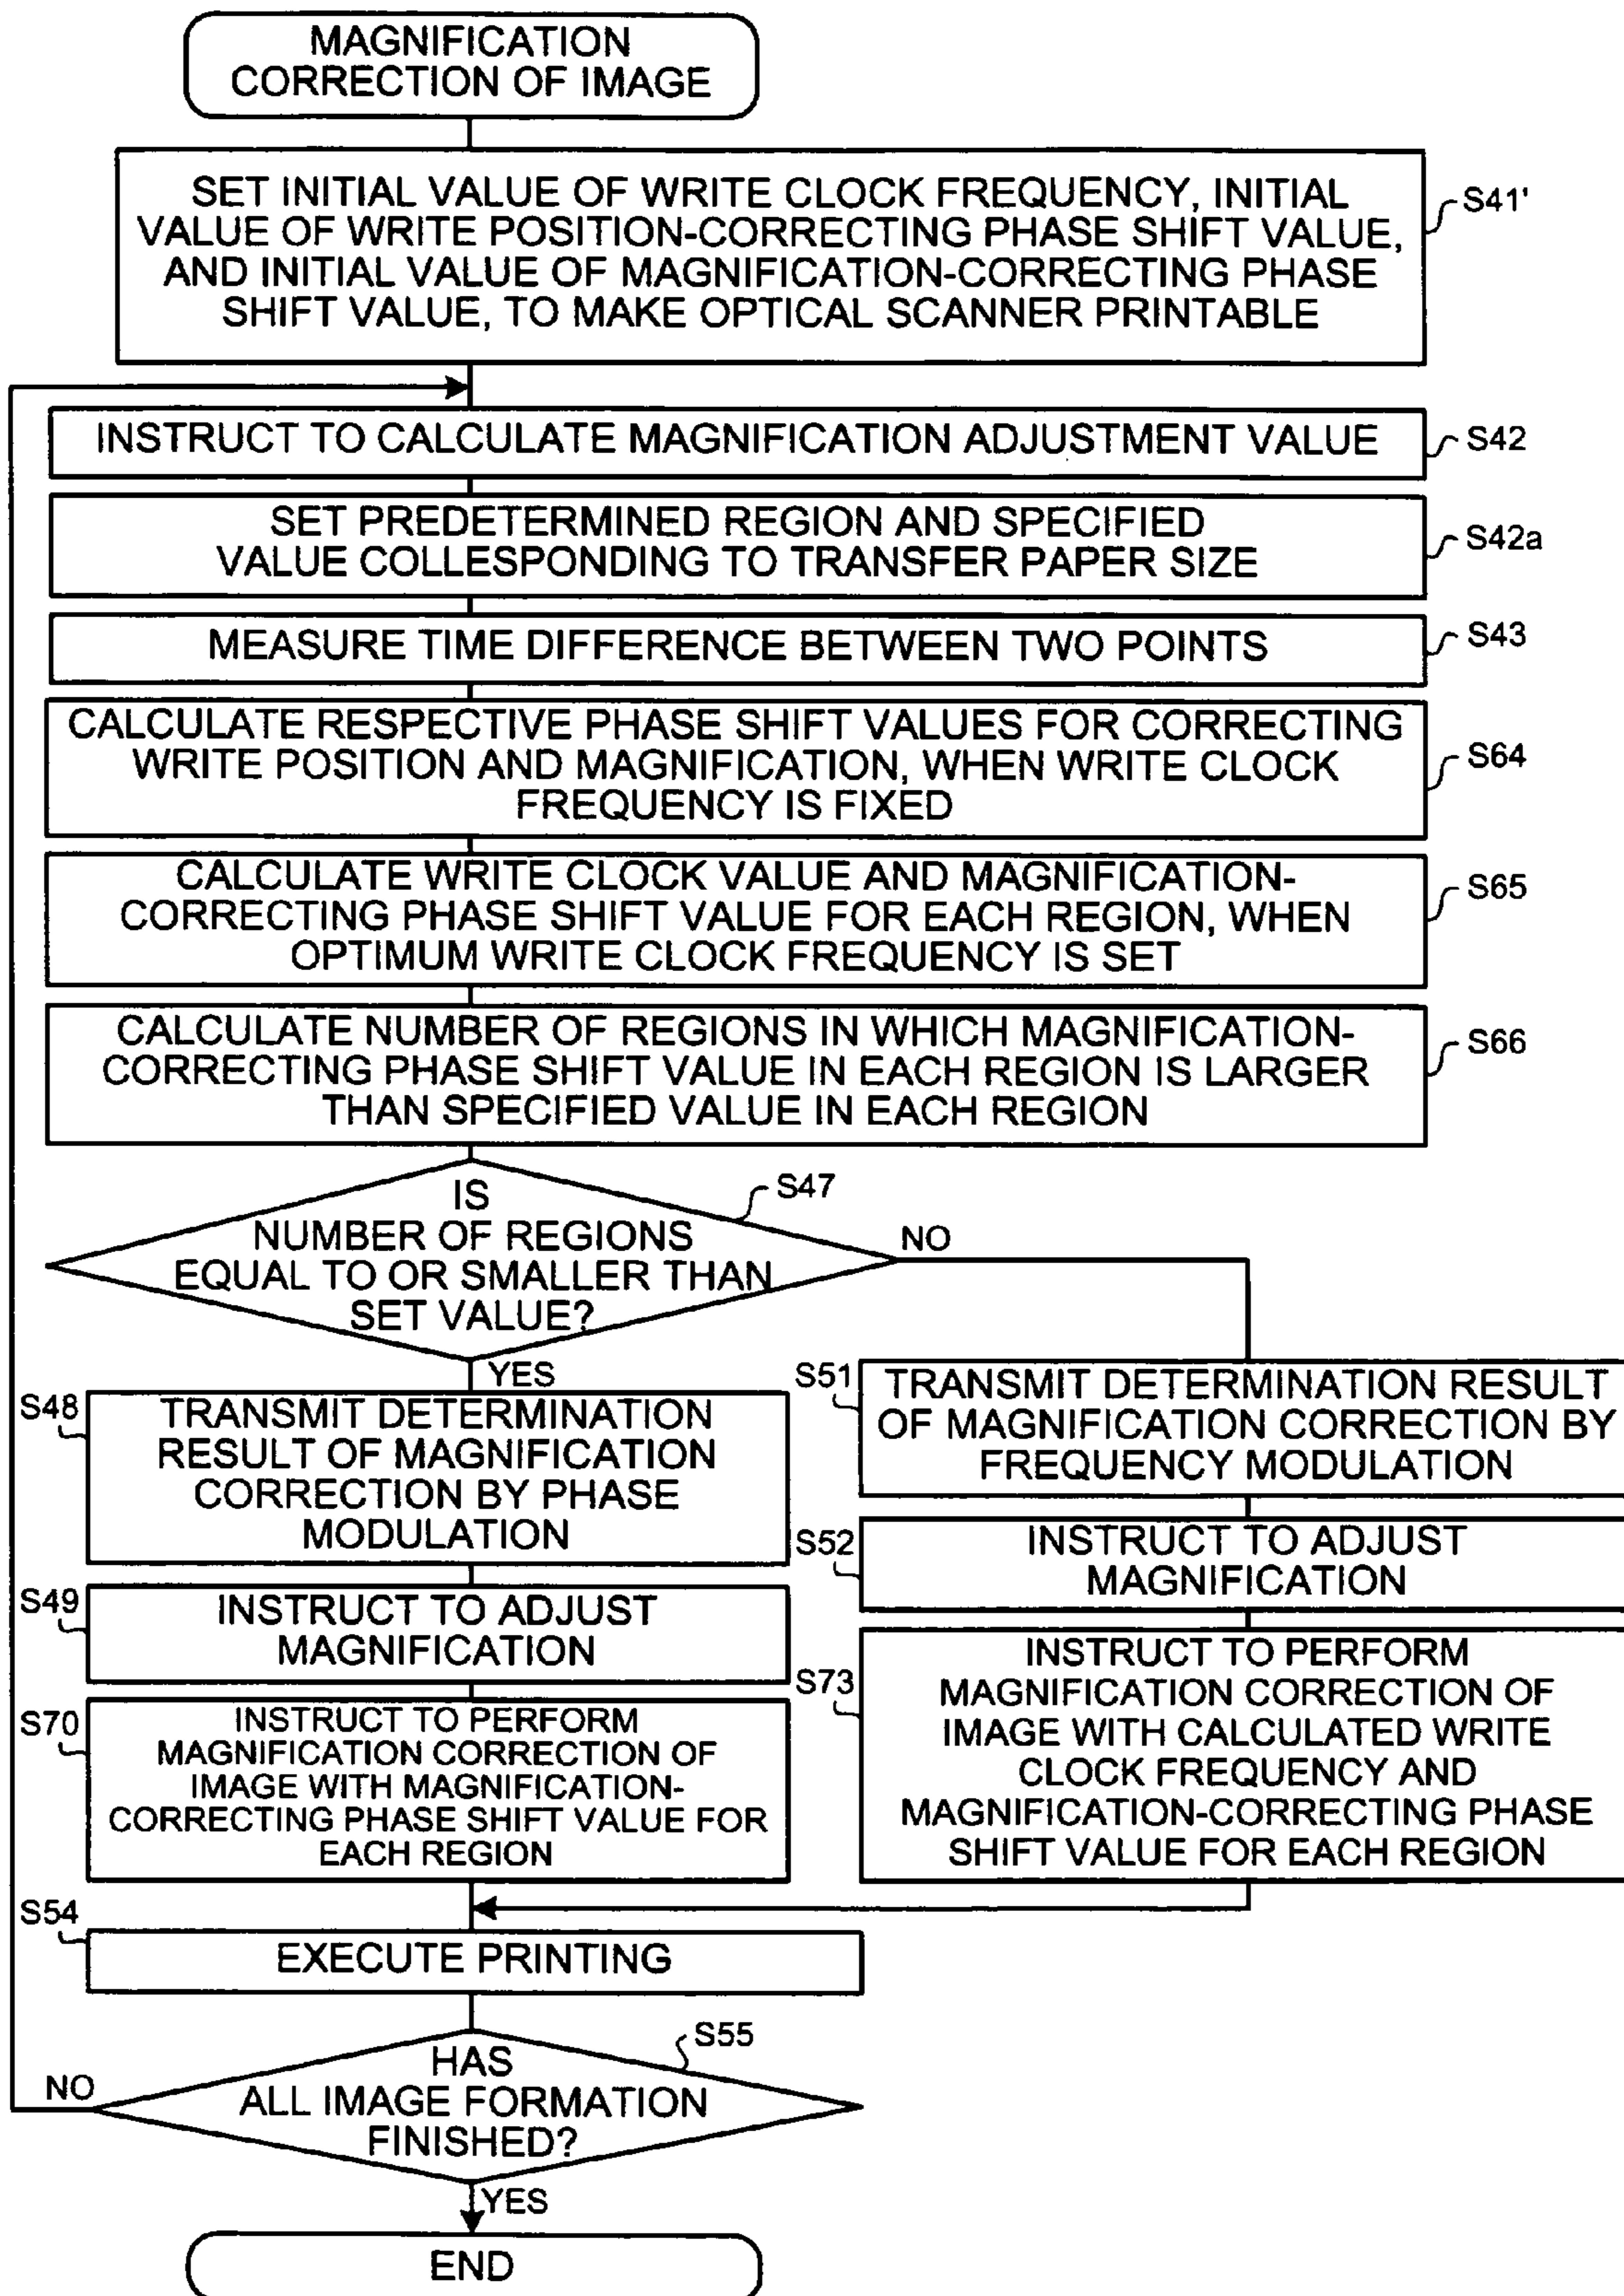 MAGNIFICATION
CORRECTION OF IMAGE
SET INITIAL VALUE OF WRITE CLOCK FREQUENCY, INITIAL
VALUE OF WRITE POSITION-CORRECTING PHASE SHIFT VALUE,
AND INITIAL VALUE OF MAGNIFICATION-CORRECTING PHASE
SHIFT VALUE, TO MAKE OPTICAL SCANNER PRINTABLE
S41'
INSTRUCT TO CALCULATE MAGNIFICATION ADJUSTMENT VALUE
S42
SET PREDETERMINED REGION AND SPECIFIED
VALUE COLLESPONDING TO TRANSFER PAPER SIZE
S42a
MEASURE TIME DIFFERENCE BETWEEN TWO POINTS
S43
CALCULATE RESPECTIVE PHASE SHIFT VALUES FOR CORRECTING
WRITE POSITION AND MAGNIFICATION, WHEN WRITE CLOCK
FREQUENCY IS FIXED
S64
CALCULATE WRITE CLOCK VALUE AND MAGNIFICATION-
CORRECTING PHASE SHIFT VALUE FOR EACH REGION, WHEN
OPTIMUM WRITE CLOCK FREQUENCY IS SET
S65
CALCULATE NUMBER OF REGIONS IN WHICH MAGNIFICATION-
CORRECTING PHASE SHIFT VALUE IN EACH REGION IS LARGER
THAN SPECIFIED VALUE IN EACH REGION
S66
IS
NUMBER OF REGIONS
EQUAL TO OR SMALLER THAN
SET VALUE?
S47
NO
YES
S48
TRANSMIT DETERMINATION
RESULT OF MAGNIFICATION
CORRECTION BY PHASE
MODULATION
S49
INSTRUCT TO ADJUST
MAGNIFICATION
S70
INSTRUCT TO PERFORM
MAGNIFICATION CORRECTION OF
IMAGE WITH MAGNIFICATION-
CORRECTING PHASE SHIFT VALUE FOR
EACH REGION
S51
TRANSMIT DETERMINATION RESULT
OF MAGNIFICATION CORRECTION BY
FREQUENCY MODULATION
S52
INSTRUCT TO ADJUST
MAGNIFICATION
S73
INSTRUCT TO PERFORM
MAGNIFICATION CORRECTION OF
IMAGE WITH CALCULATED WRITE
CLOCK FREQUENCY AND
MAGNIFICATION-CORRECTING PHASE
SHIFT VALUE FOR EACH REGION
S54
EXECUTE PRINTING
S55
HAS
ALL IMAGE FORMATION
FINISHED?
NO
YES
END